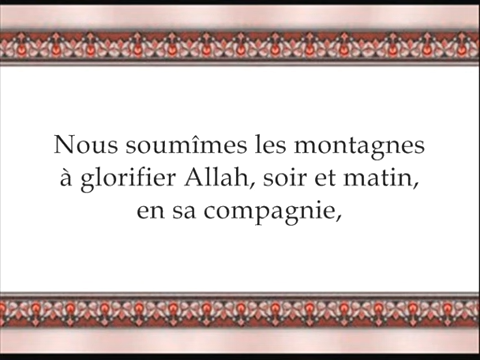 Nous soumîmes les montagnes
à glorifier Allah, soir et matin,
en sa compagnie,